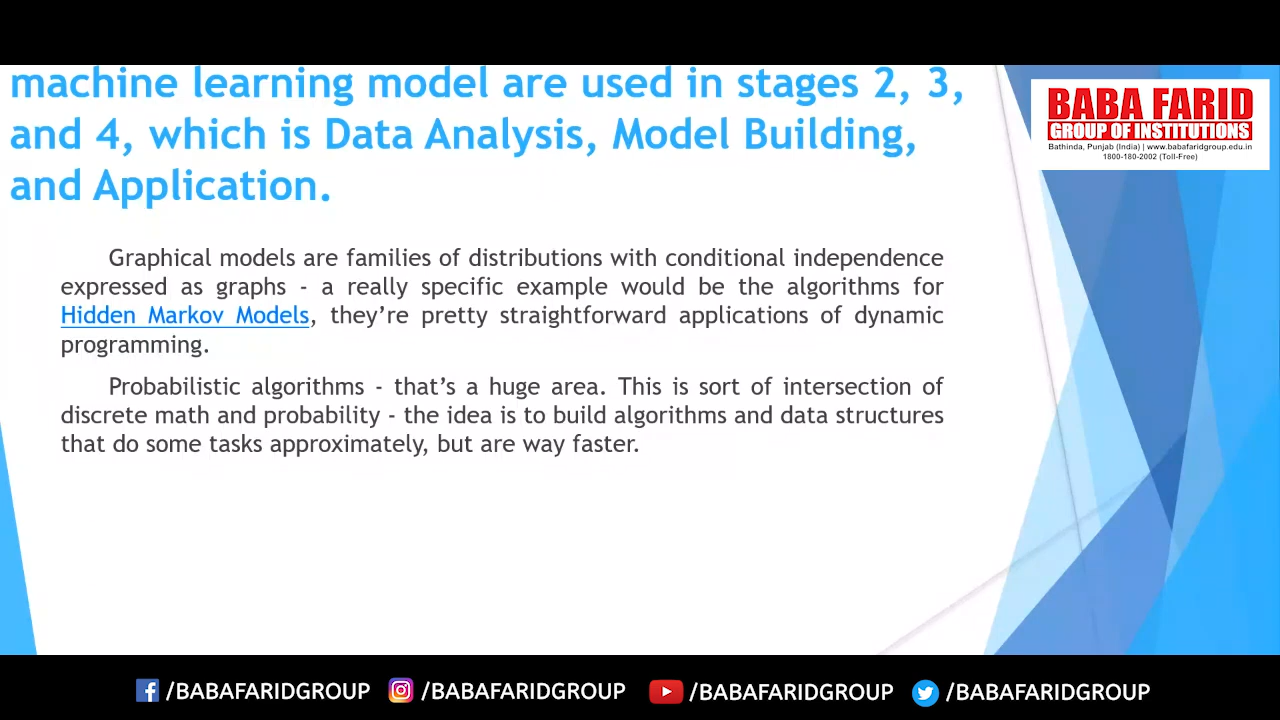 machine learning model are used in stages 2, 3,
and 4, which is Data Analysis, Model Building,
and Application.
BABA FARID
GROUP OF INSTITUTIONS
Bathinda, Punjab (India) | www.babafaridgroup.edu.in
1800-180-2002 (Toll-Free)
Graphical models are families of distributions with conditional independence
expressed as graphs - a really specific example would be the algorithms for
Hidden Markov Models, they’re pretty straightforward applications of dynamic
programming.
Probabilistic algorithms - that’s a huge area. This is sort of intersection of
discrete math and probability - the idea is to build algorithms and data structures
that do some tasks approximately, but are way faster.
/BABAFARIDGROUP /BABAFARIDGROUP /BABAFARIDGROUP /BABAFARIDGROUP